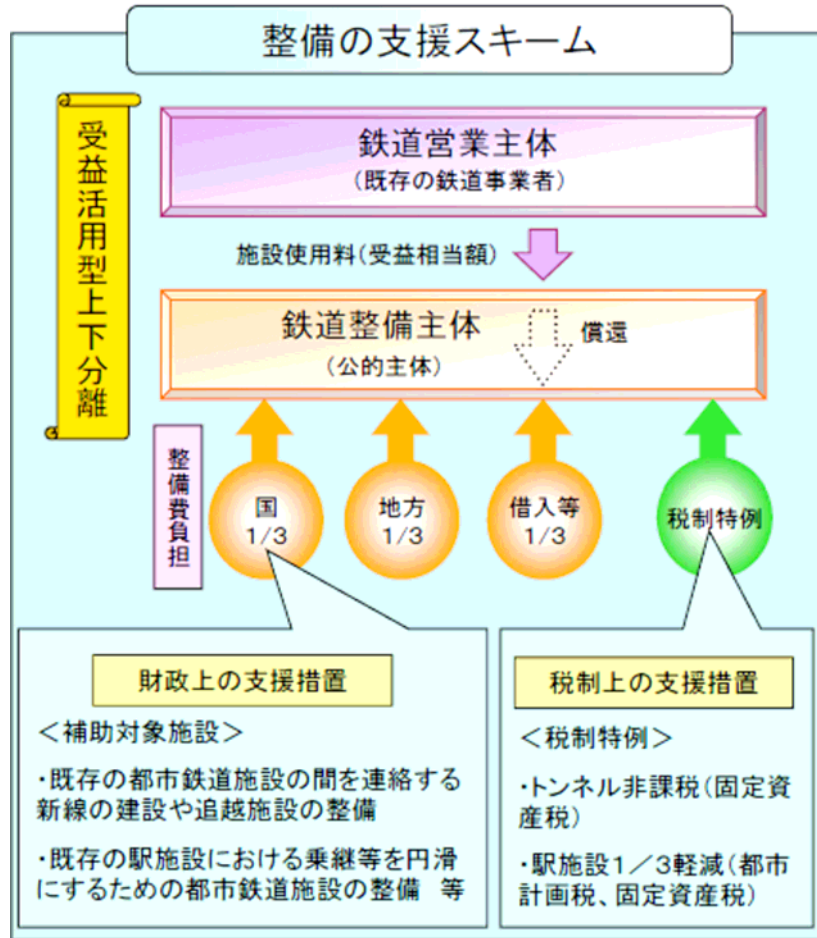 整備の支援スキーム
受益活用型上下分離
鉄道営業主体
(既存の鉄道事業者)
施設使用料(受益相当額)
鉄道整備主体
(公的主体)
償還
整備費負担
国
1/3
地方
1/3
借入等
1/3
税制特例
財政上の支援措置
＜補助対象施設＞
・既存の都市鉄道施設の間を連絡する
新線の建設や追越施設の整備
・既存の駅施設における乗継等を円滑
にするための都市鉄道施設の整備 等
税制上の支援措置
＜税制特例＞
・トンネル非課税(固定資
産税)
・駅施設1／3軽減(都市
計画税、固定資産税)